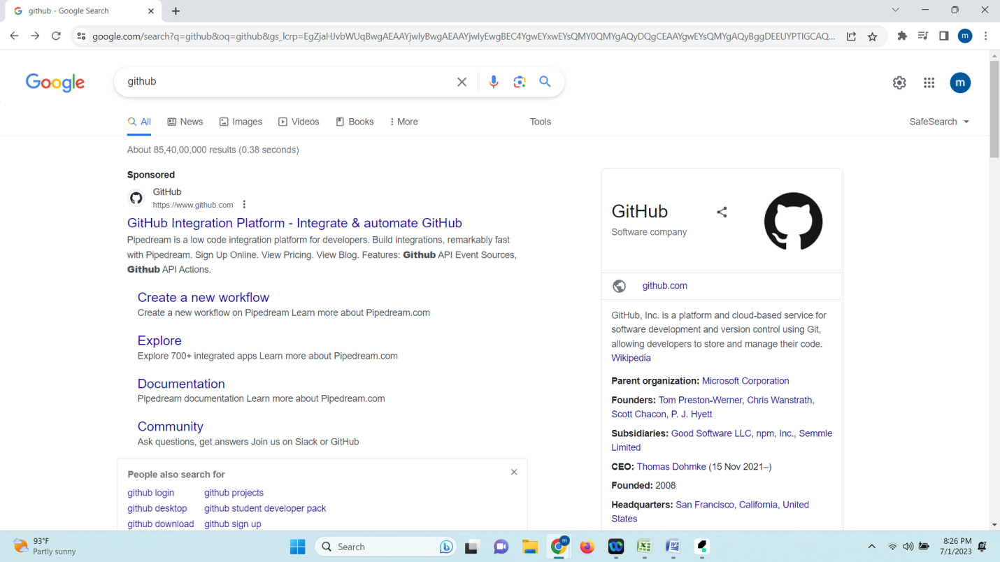 github - Google Search
google.com/search?q=github&oq=github&gs_lcrp=EgZjaHJvbWUqBwgAEAAYjwIyBwgAEAAYjwIyEwgBEC4YgwEYxwEYsQMY0QMYgAQyDQgCEAAYgwEYsQMYgAQyBggDEEUYPTIGCAQ...
m
Google
github
m
All News Images Videos Books More Tools SafeSearch
About 85,40,00,000 results (0.38 seconds)
Sponsored
GitHub
https://www.github.com
GitHub Integration Platform - Integrate & automate GitHub
Pipedream is a low code integration platform for developers. Build integrations, remarkably fast
with Pipedream. Sign Up Online. View Pricing. View Blog. Features: Github API Event Sources,
Github API Actions.
Create a new workflow
Create a new workflow on Pipedream Learn more about Pipedream.com
Explore
Explore 700+ integrated apps Learn more about Pipedream.com
Documentation
Pipedream documentation Learn more about Pipedream.com
Community
Ask questions, get answers Join us on Slack or GitHub
People also search for
github login github projects
github desktop github student developer pack
github download github sign up
GitHub
Software company
github.com
GitHub, Inc. is a platform and cloud-based service for
software development and version control using Git,
allowing developers to store and manage their code.
Wikipedia
Parent organization: Microsoft Corporation
Founders: Tom Preston-Werner, Chris Wanstrath,
Scott Chacon, P. J. Hyett
Subsidiaries: Good Software LLC, npm, Inc., Semmle
Limited
CEO: Thomas Dohmke (15 Nov 2021–)
Founded: 2008
Headquarters: San Francisco, California, United
States
93°F
Partly sunny
Search
m
8:26 PM
7/1/2023